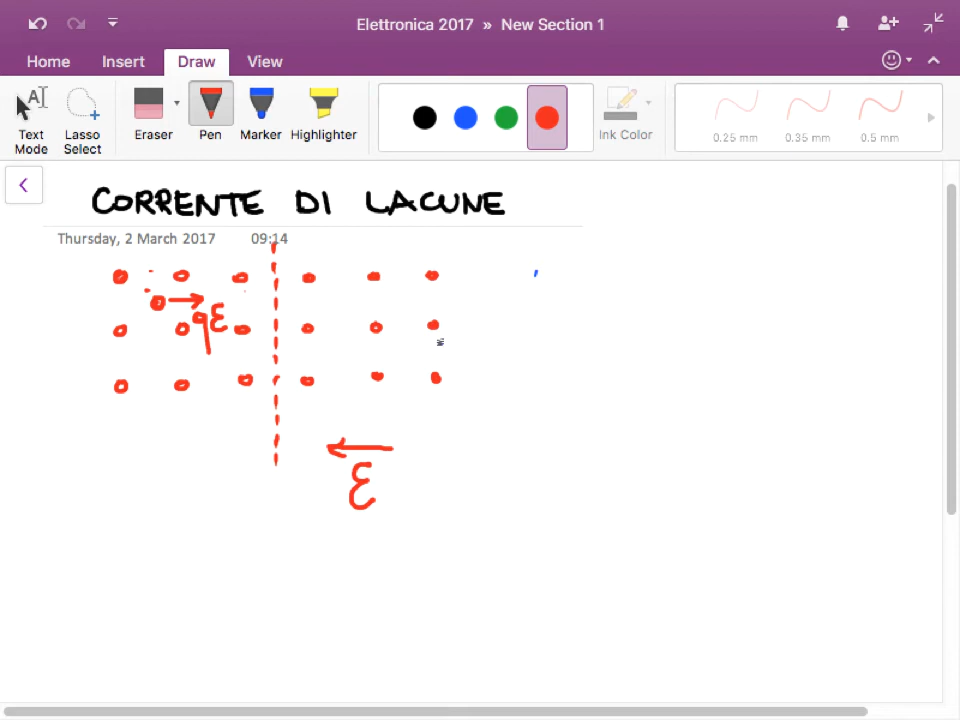 Elettronica 2017 » New Section 1
Home Insert Draw View
Text Mode
Lasso Select
Eraser
Pen
Marker
Highlighter
Ink Color
0.25 mm 0.35 mm 0.5 mm
CORRENTE DI LACUNE
Thursday, 2 March 2017 09:14
qℰ
ℰ